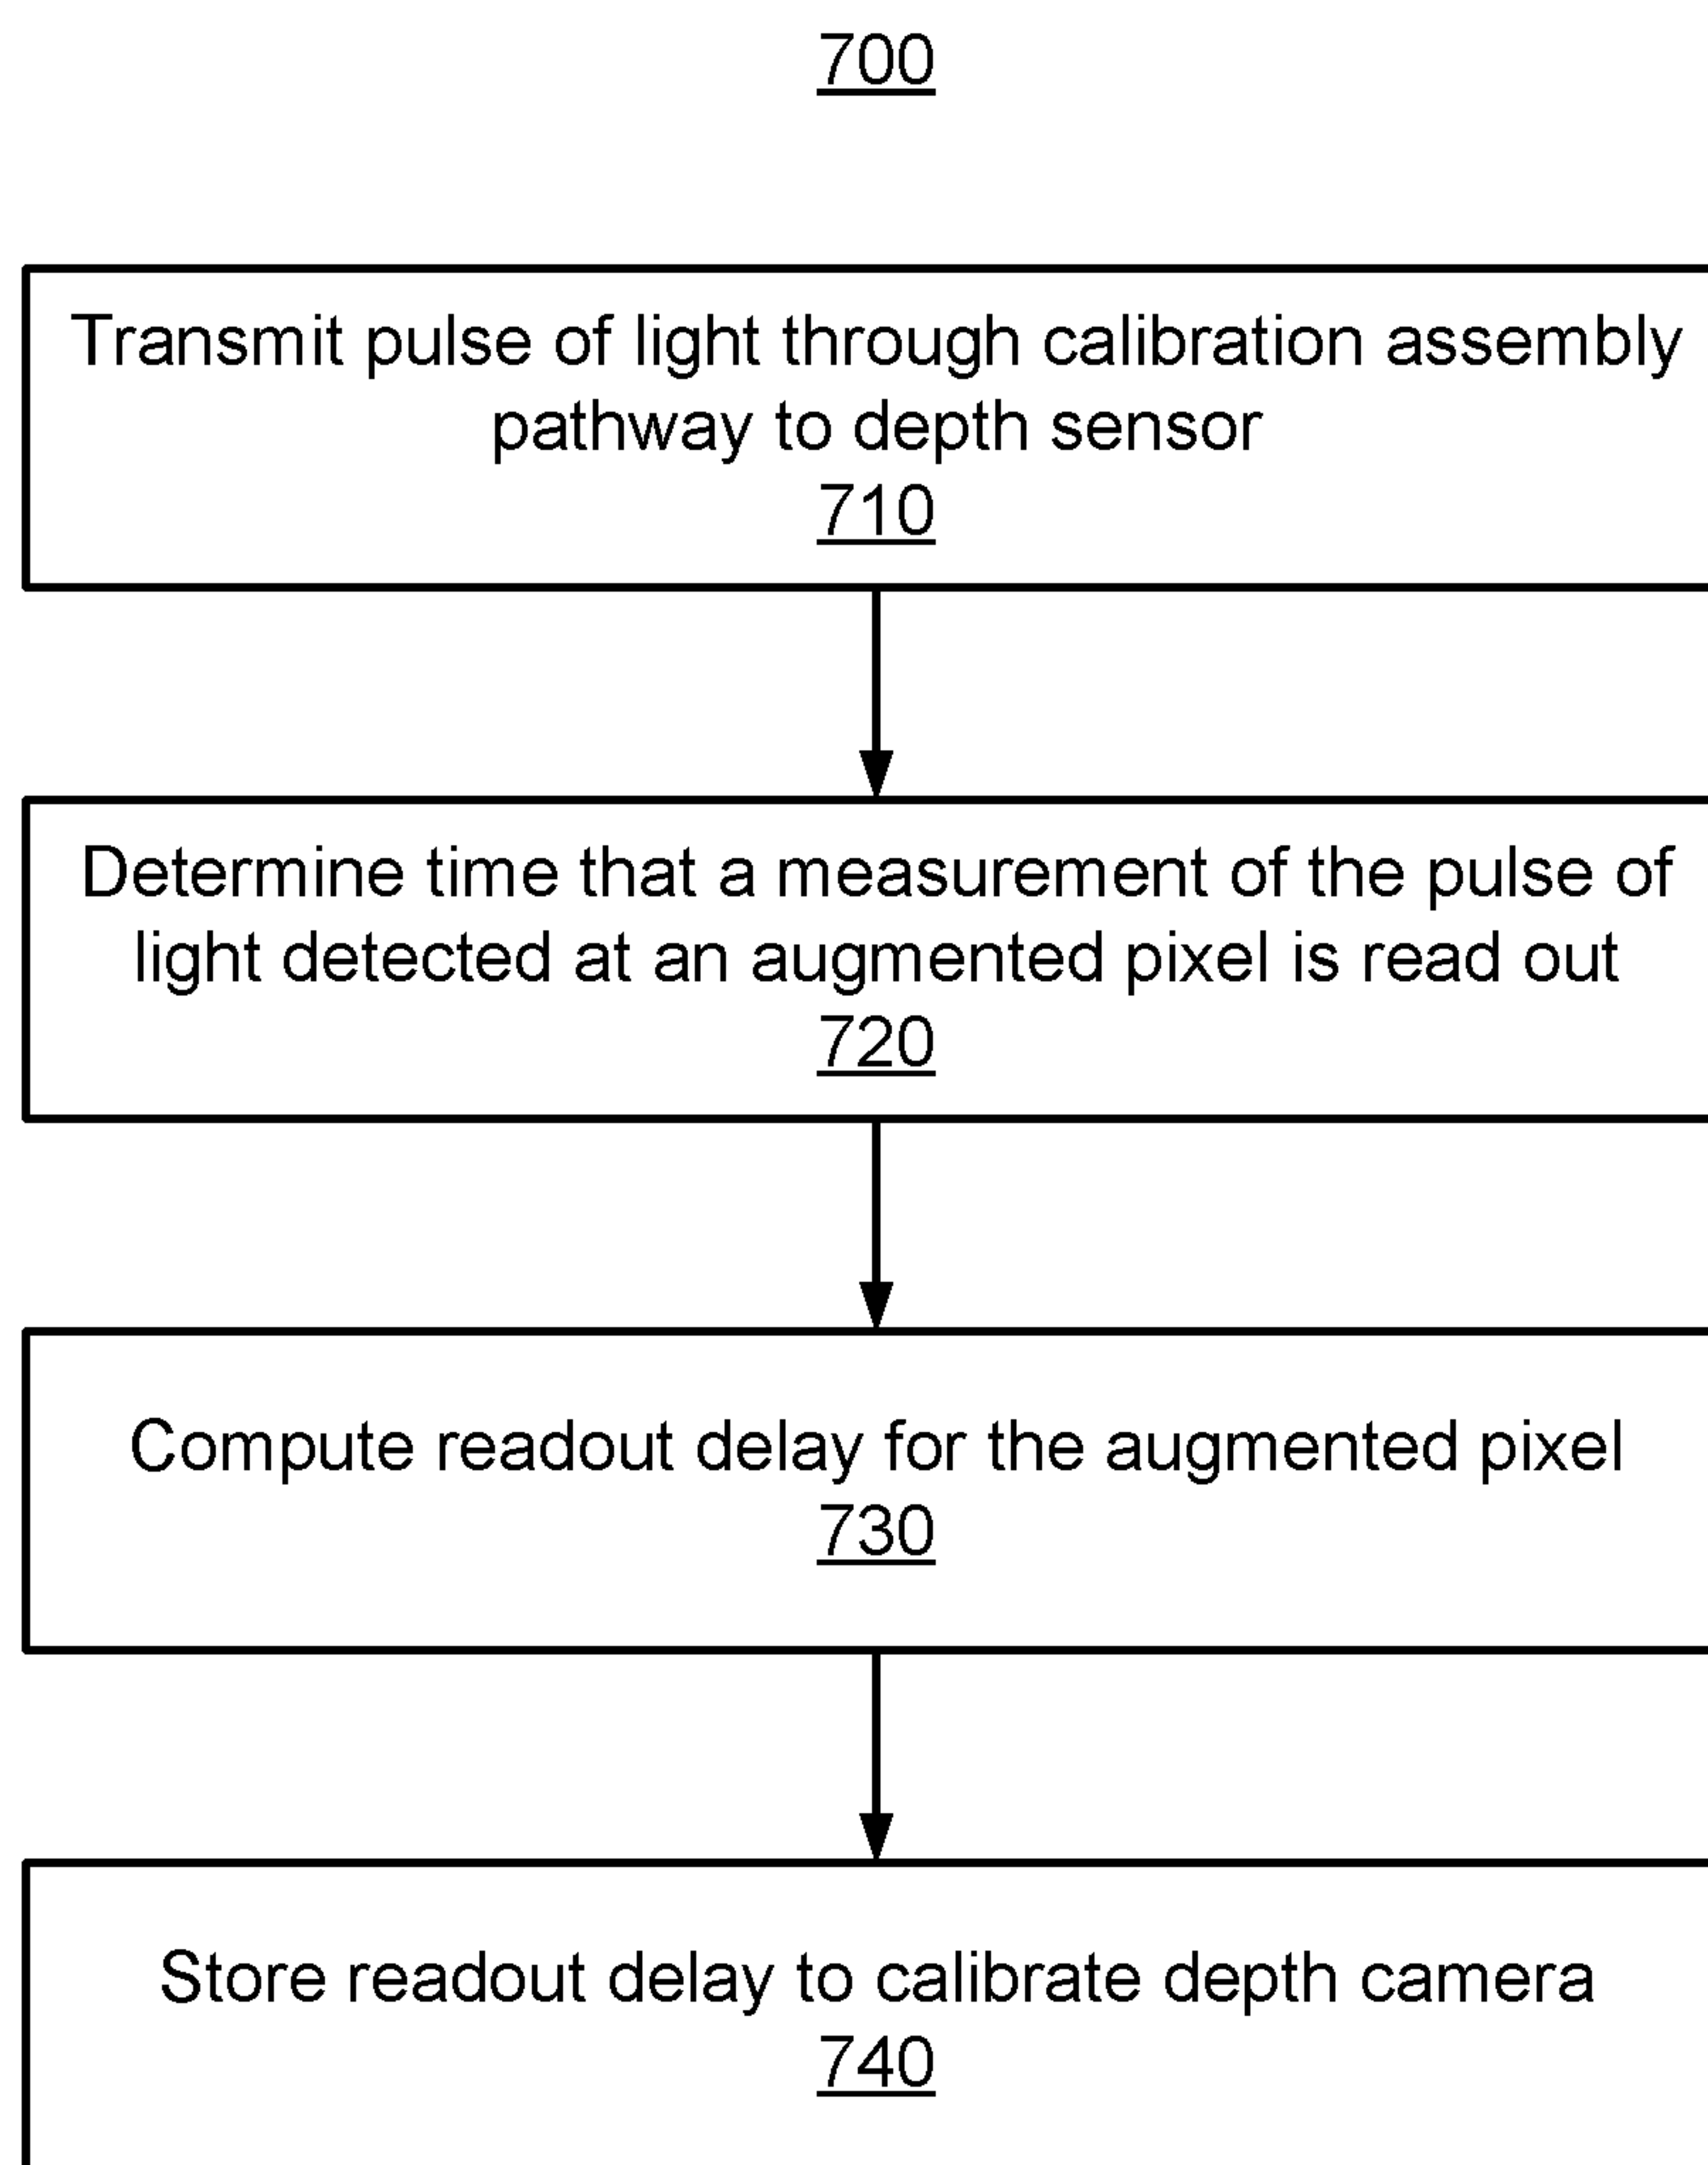 700
Transmit pulse of light through calibration assembly
pathway to depth sensor
710
Determine time that a measurement of the pulse of
light detected at an augmented pixel is read out
720
Compute readout delay for the augmented pixel
730
Store readout delay to calibrate depth camera
740